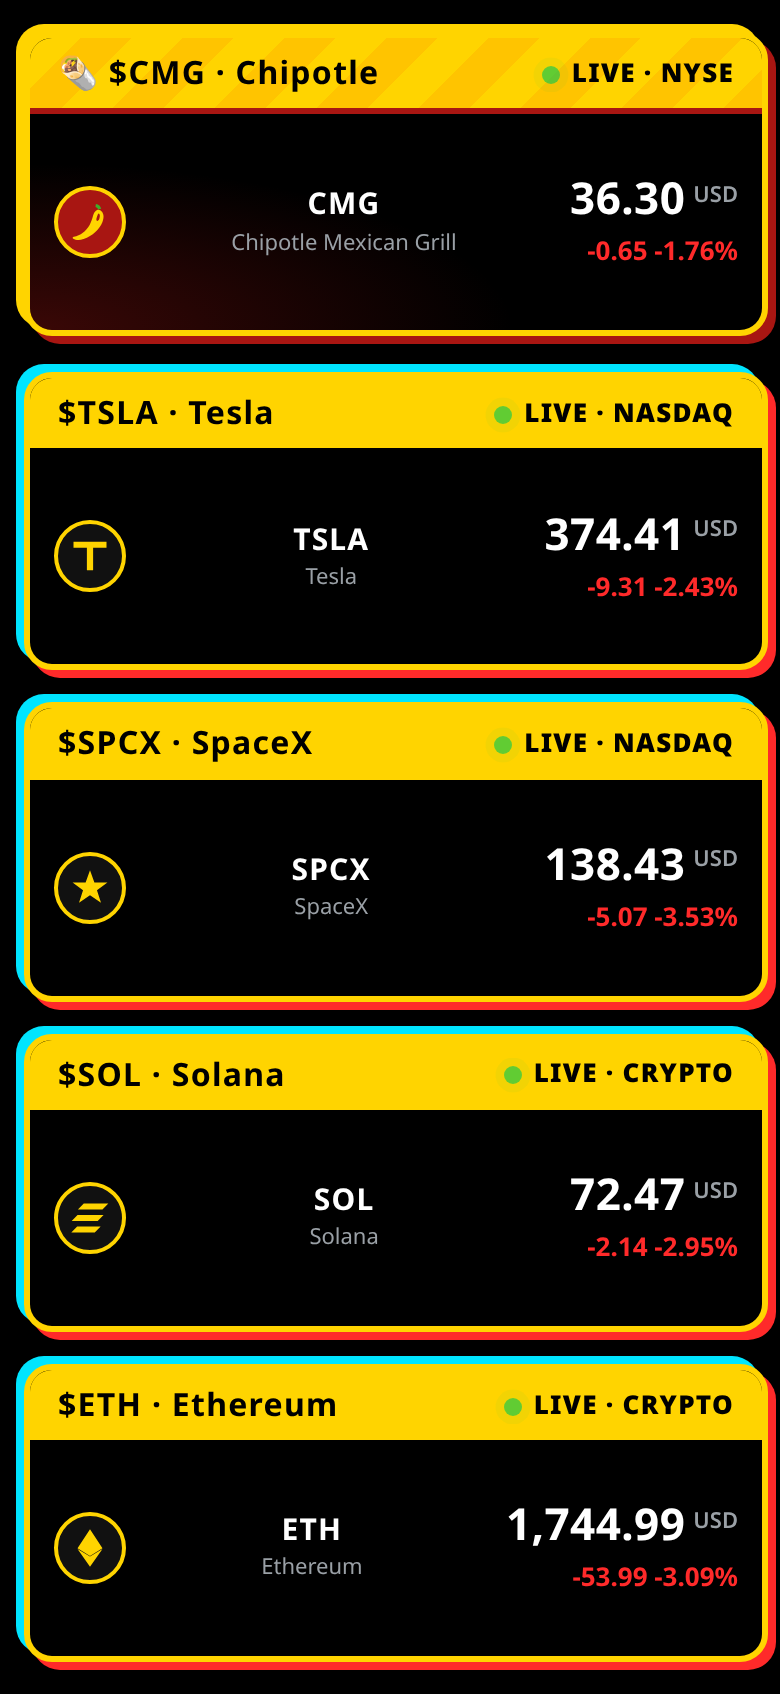 $CMG · Chipotle
LIVE · NYSE
CMG
Chipotle Mexican Grill
36.30 USD
-0.65 -1.76%
$TSLA · Tesla
LIVE · NASDAQ
TSLA
Tesla
374.41 USD
-9.31 -2.43%
$SPCX · SpaceX
LIVE · NASDAQ
SPCX
SpaceX
138.43 USD
-5.07 -3.53%
$SOL · Solana
LIVE · CRYPTO
SOL
Solana
72.47 USD
-2.14 -2.95%
$ETH · Ethereum
LIVE · CRYPTO
ETH
Ethereum
1,744.99 USD
-53.99 -3.09%